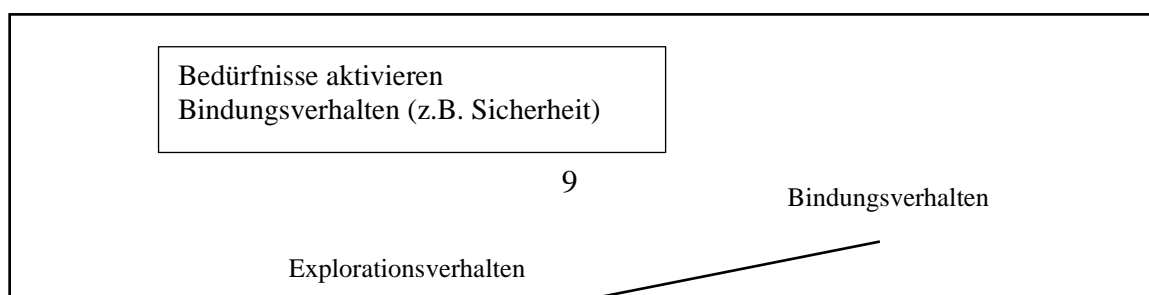 Bedürfnisse aktivieren
Bindungsverhalten (z.B. Sicherheit)
9
Bindungsverhalten
Explorationsverhalten